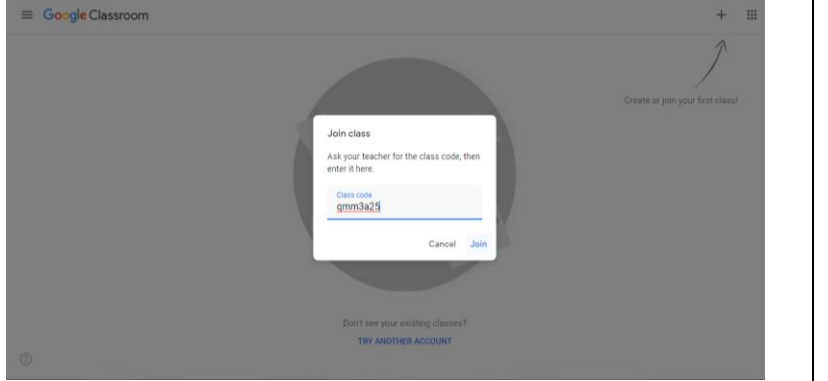 Google Classroom
Create or join your first class!
Join class
Ask your teacher for the class code, then
enter it here.
Class code
qmm3a25
Cancel Join
Don't see your existing classes?
TRY ANOTHER ACCOUNT